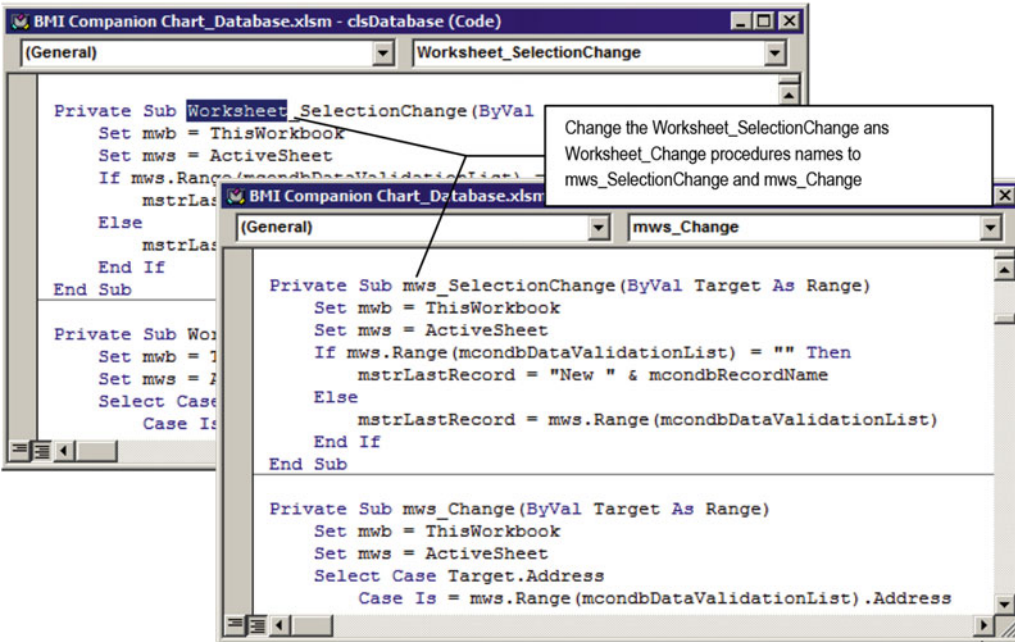 BMI Companion Chart_Database.xlsm - clsDatabase (Code)
(General) Worksheet_SelectionChange
Private Sub Worksheet_SelectionChange(ByVal
Set mwb = ThisWorkbook
Set mws = ActiveSheet
If mws.Range(mcondbDataValidationList) =
mstrLas
Else
mstrLas
End If
End Sub
Private Sub Wor
Set mwb = T
Set mws = A
Select Case
Case Is
Change the Worksheet_SelectionChange ans
Worksheet_Change procedures names to
mws_SelectionChange and mws_Change
BMI Companion Chart_Database.xlsm
(General) mws_Change
Private Sub mws_SelectionChange(ByVal Target As Range)
Set mwb = ThisWorkbook
Set mws = ActiveSheet
If mws.Range(mcondbDataValidationList) = "" Then
mstrLastRecord = "New " & mcondbRecordName
Else
mstrLastRecord = mws.Range(mcondbDataValidationList)
End If
End Sub
Private Sub mws_Change(ByVal Target As Range)
Set mwb = ThisWorkbook
Set mws = ActiveSheet
Select Case Target.Address
Case Is = mws.Range(mcondbDataValidationList).Address